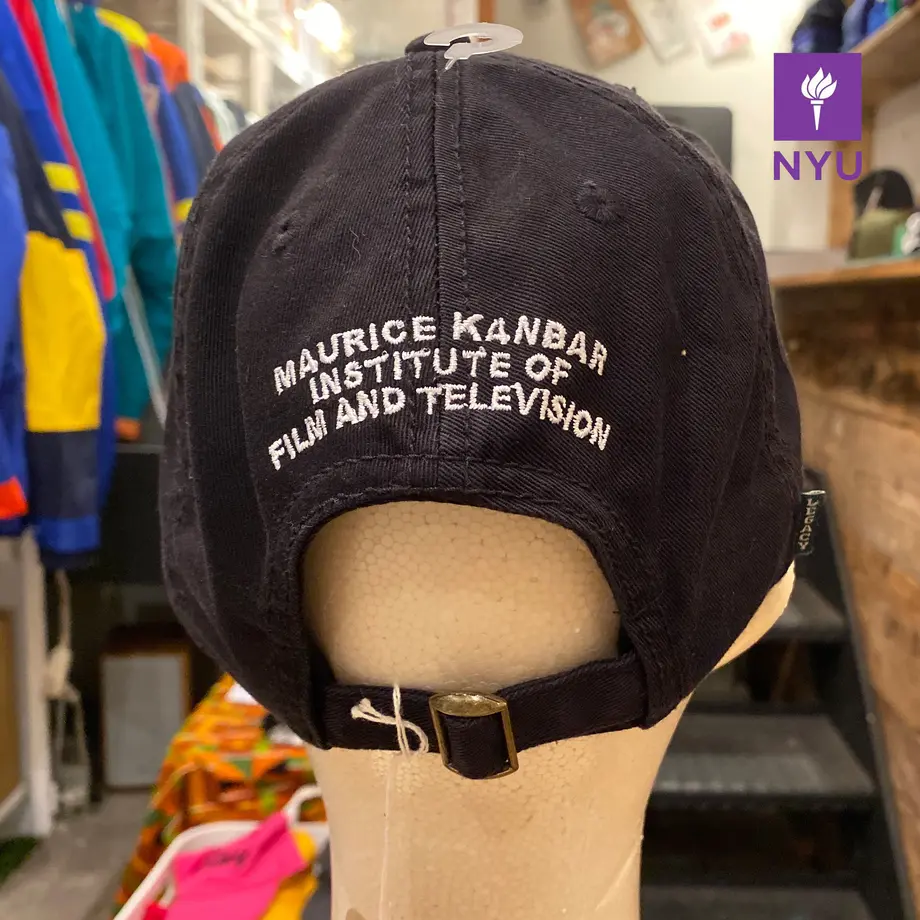 NYU
MAURICE KANBAR
INSTITUTE OF
FILM AND TELEVISION
LEGACY